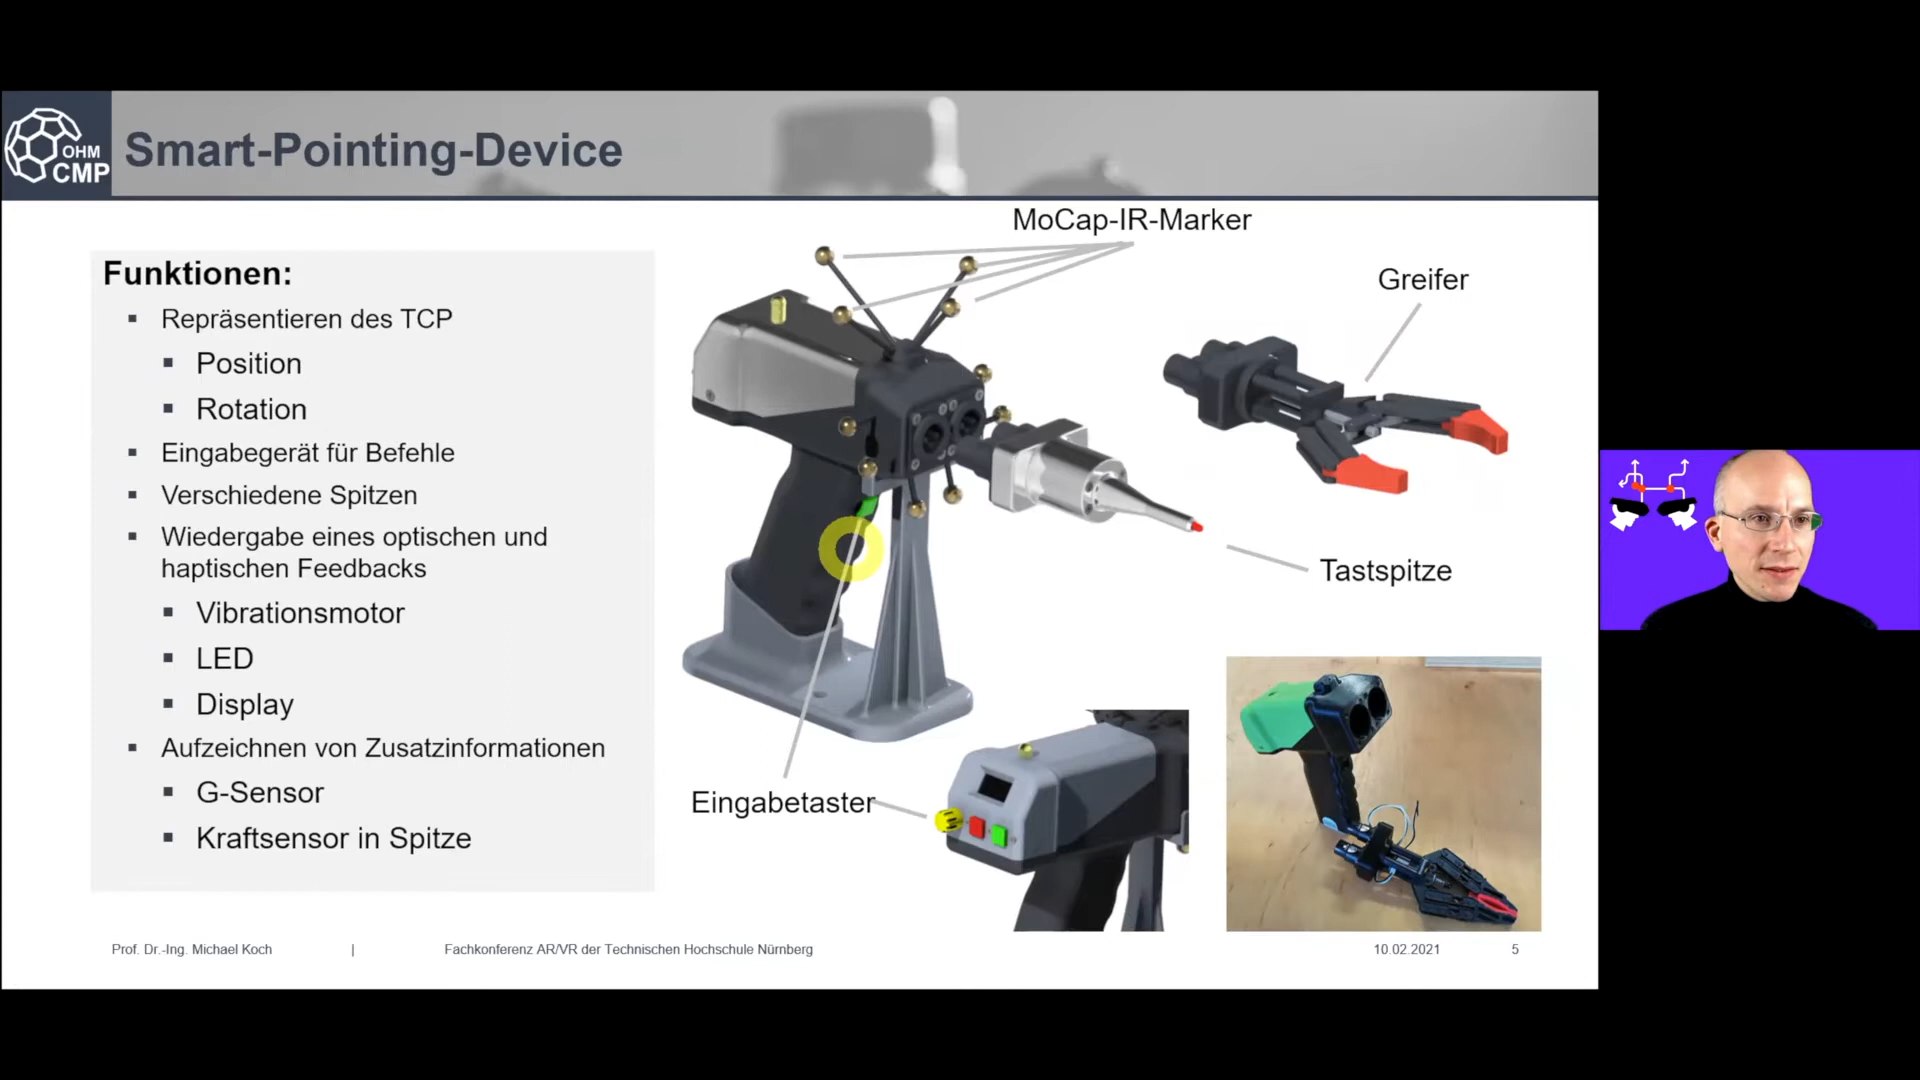 OHM
CMP
Smart-Pointing-Device
Funktionen:
Repräsentieren des TCP
Position
Rotation
Eingabegerät für Befehle
Verschiedene Spitzen
Wiedergabe eines optischen und
haptischen Feedbacks
Vibrationsmotor
LED
Display
Aufzeichnen von Zusatzinformationen
G-Sensor
Kraftsensor in Spitze
MoCap-IR-Marker
Greifer
Tastspitze
Eingabetaster
Prof. Dr.-Ing. Michael Koch | Fachkonferenz AR/VR der Technischen Hochschule Nürnberg 10.02.2021 5